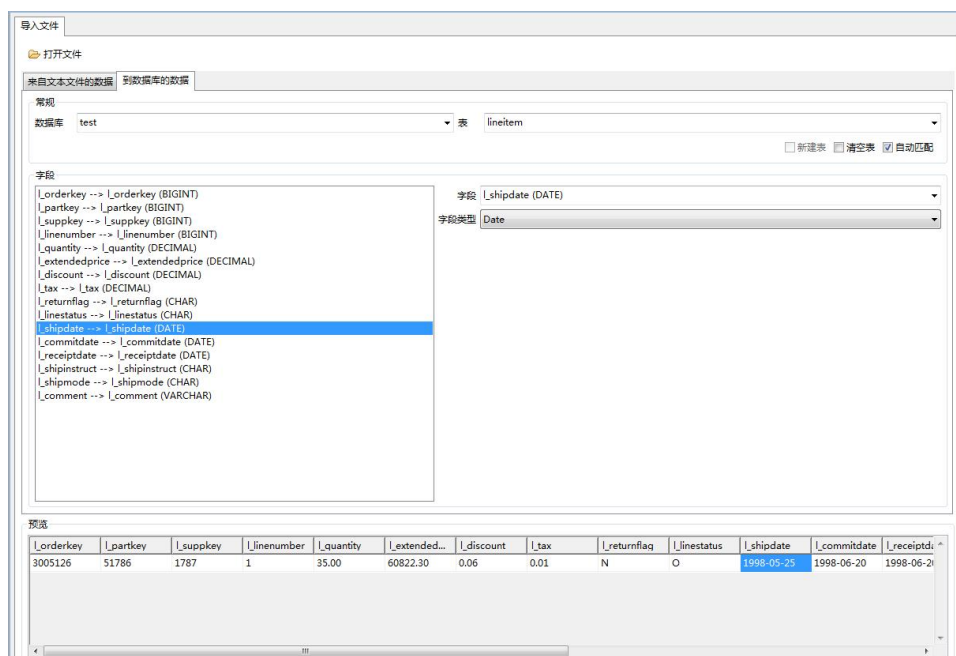 导入文件
打开文件
来自文本文件的数据 到数据库的数据
常规
数据库 test 表 lineitem
新建表 清空表 自动匹配
字段
l_orderkey --> l_orderkey (BIGINT)
l_partkey --> l_partkey (BIGINT)
l_suppkey --> l_suppkey (BIGINT)
l_linenumber --> l_linenumber (BIGINT)
l_quantity --> l_quantity (DECIMAL)
l_extendedprice --> l_extendedprice (DECIMAL)
l_discount --> l_discount (DECIMAL)
l_tax --> l_tax (DECIMAL)
l_returnflag --> l_returnflag (CHAR)
l_linestatus --> l_linestatus (CHAR)
l_shipdate --> l_shipdate (DATE)
l_commitdate --> l_commitdate (DATE)
l_receiptdate --> l_receiptdate (DATE)
l_shipinstruct --> l_shipinstruct (CHAR)
l_shipmode --> l_shipmode (CHAR)
l_comment --> l_comment (VARCHAR)
字段 l_shipdate (DATE)
字段类型 Date
预览
l_orderkey l_partkey l_suppkey l_linenumber l_quantity l_extended... l_discount l_tax l_returnflag l_linestatus l_shipdate l_commitdate l_receiptda
3005126 51786 1787 1 35.00 60822.30 0.06 0.01 N O 1998-05-25 1998-06-20 1998-06-2